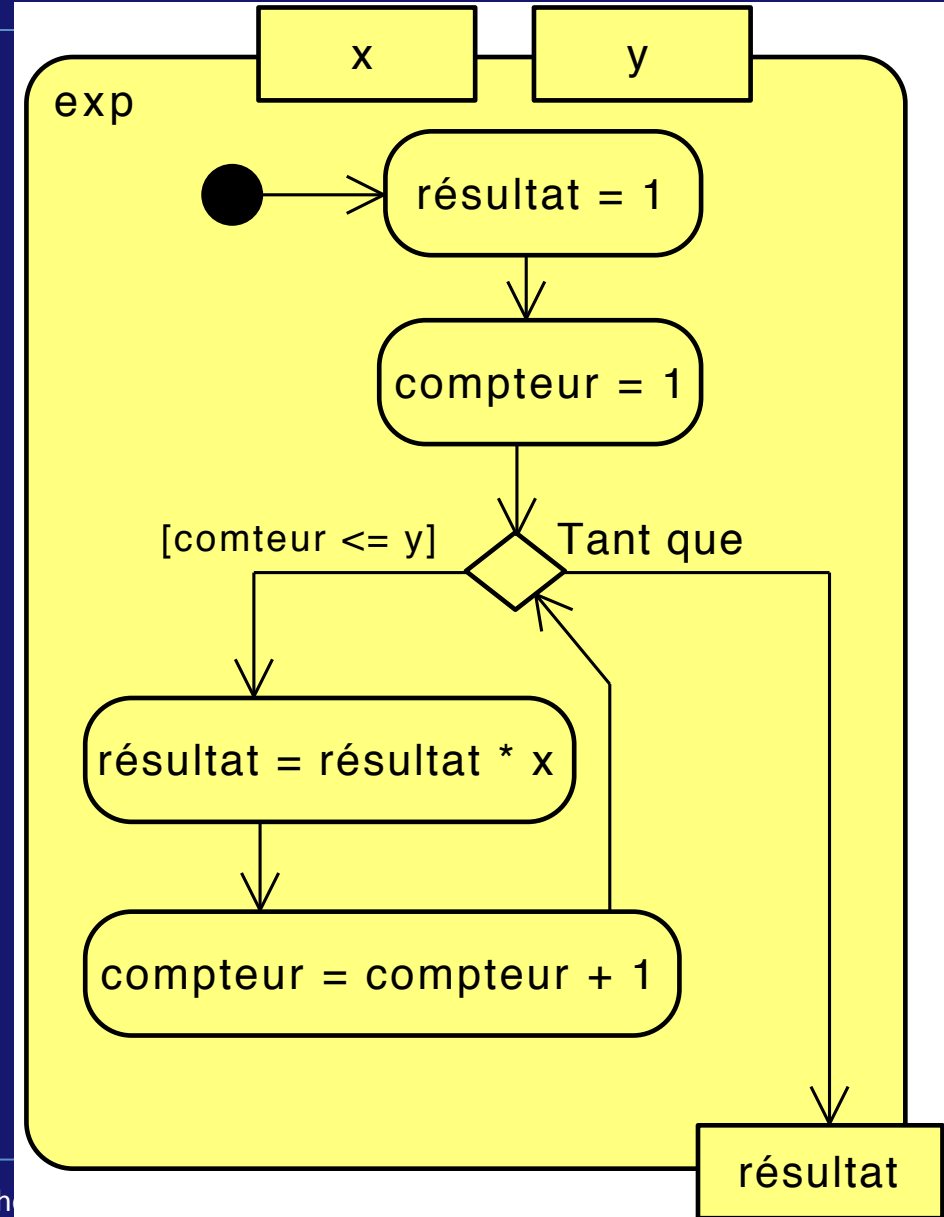 x
y
exp
résultat = 1
compteur = 1
[comteur <= y]
Tant que
résultat = résultat * x
compteur = compteur + 1
résultat